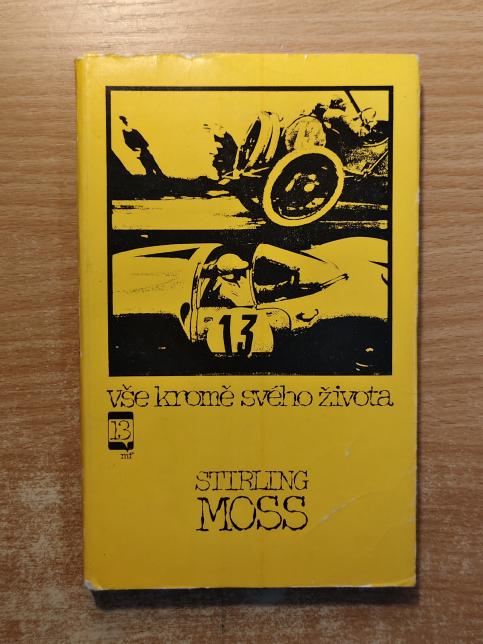 13
vše kromě svého života
13
mf
STIRLING
MOSS